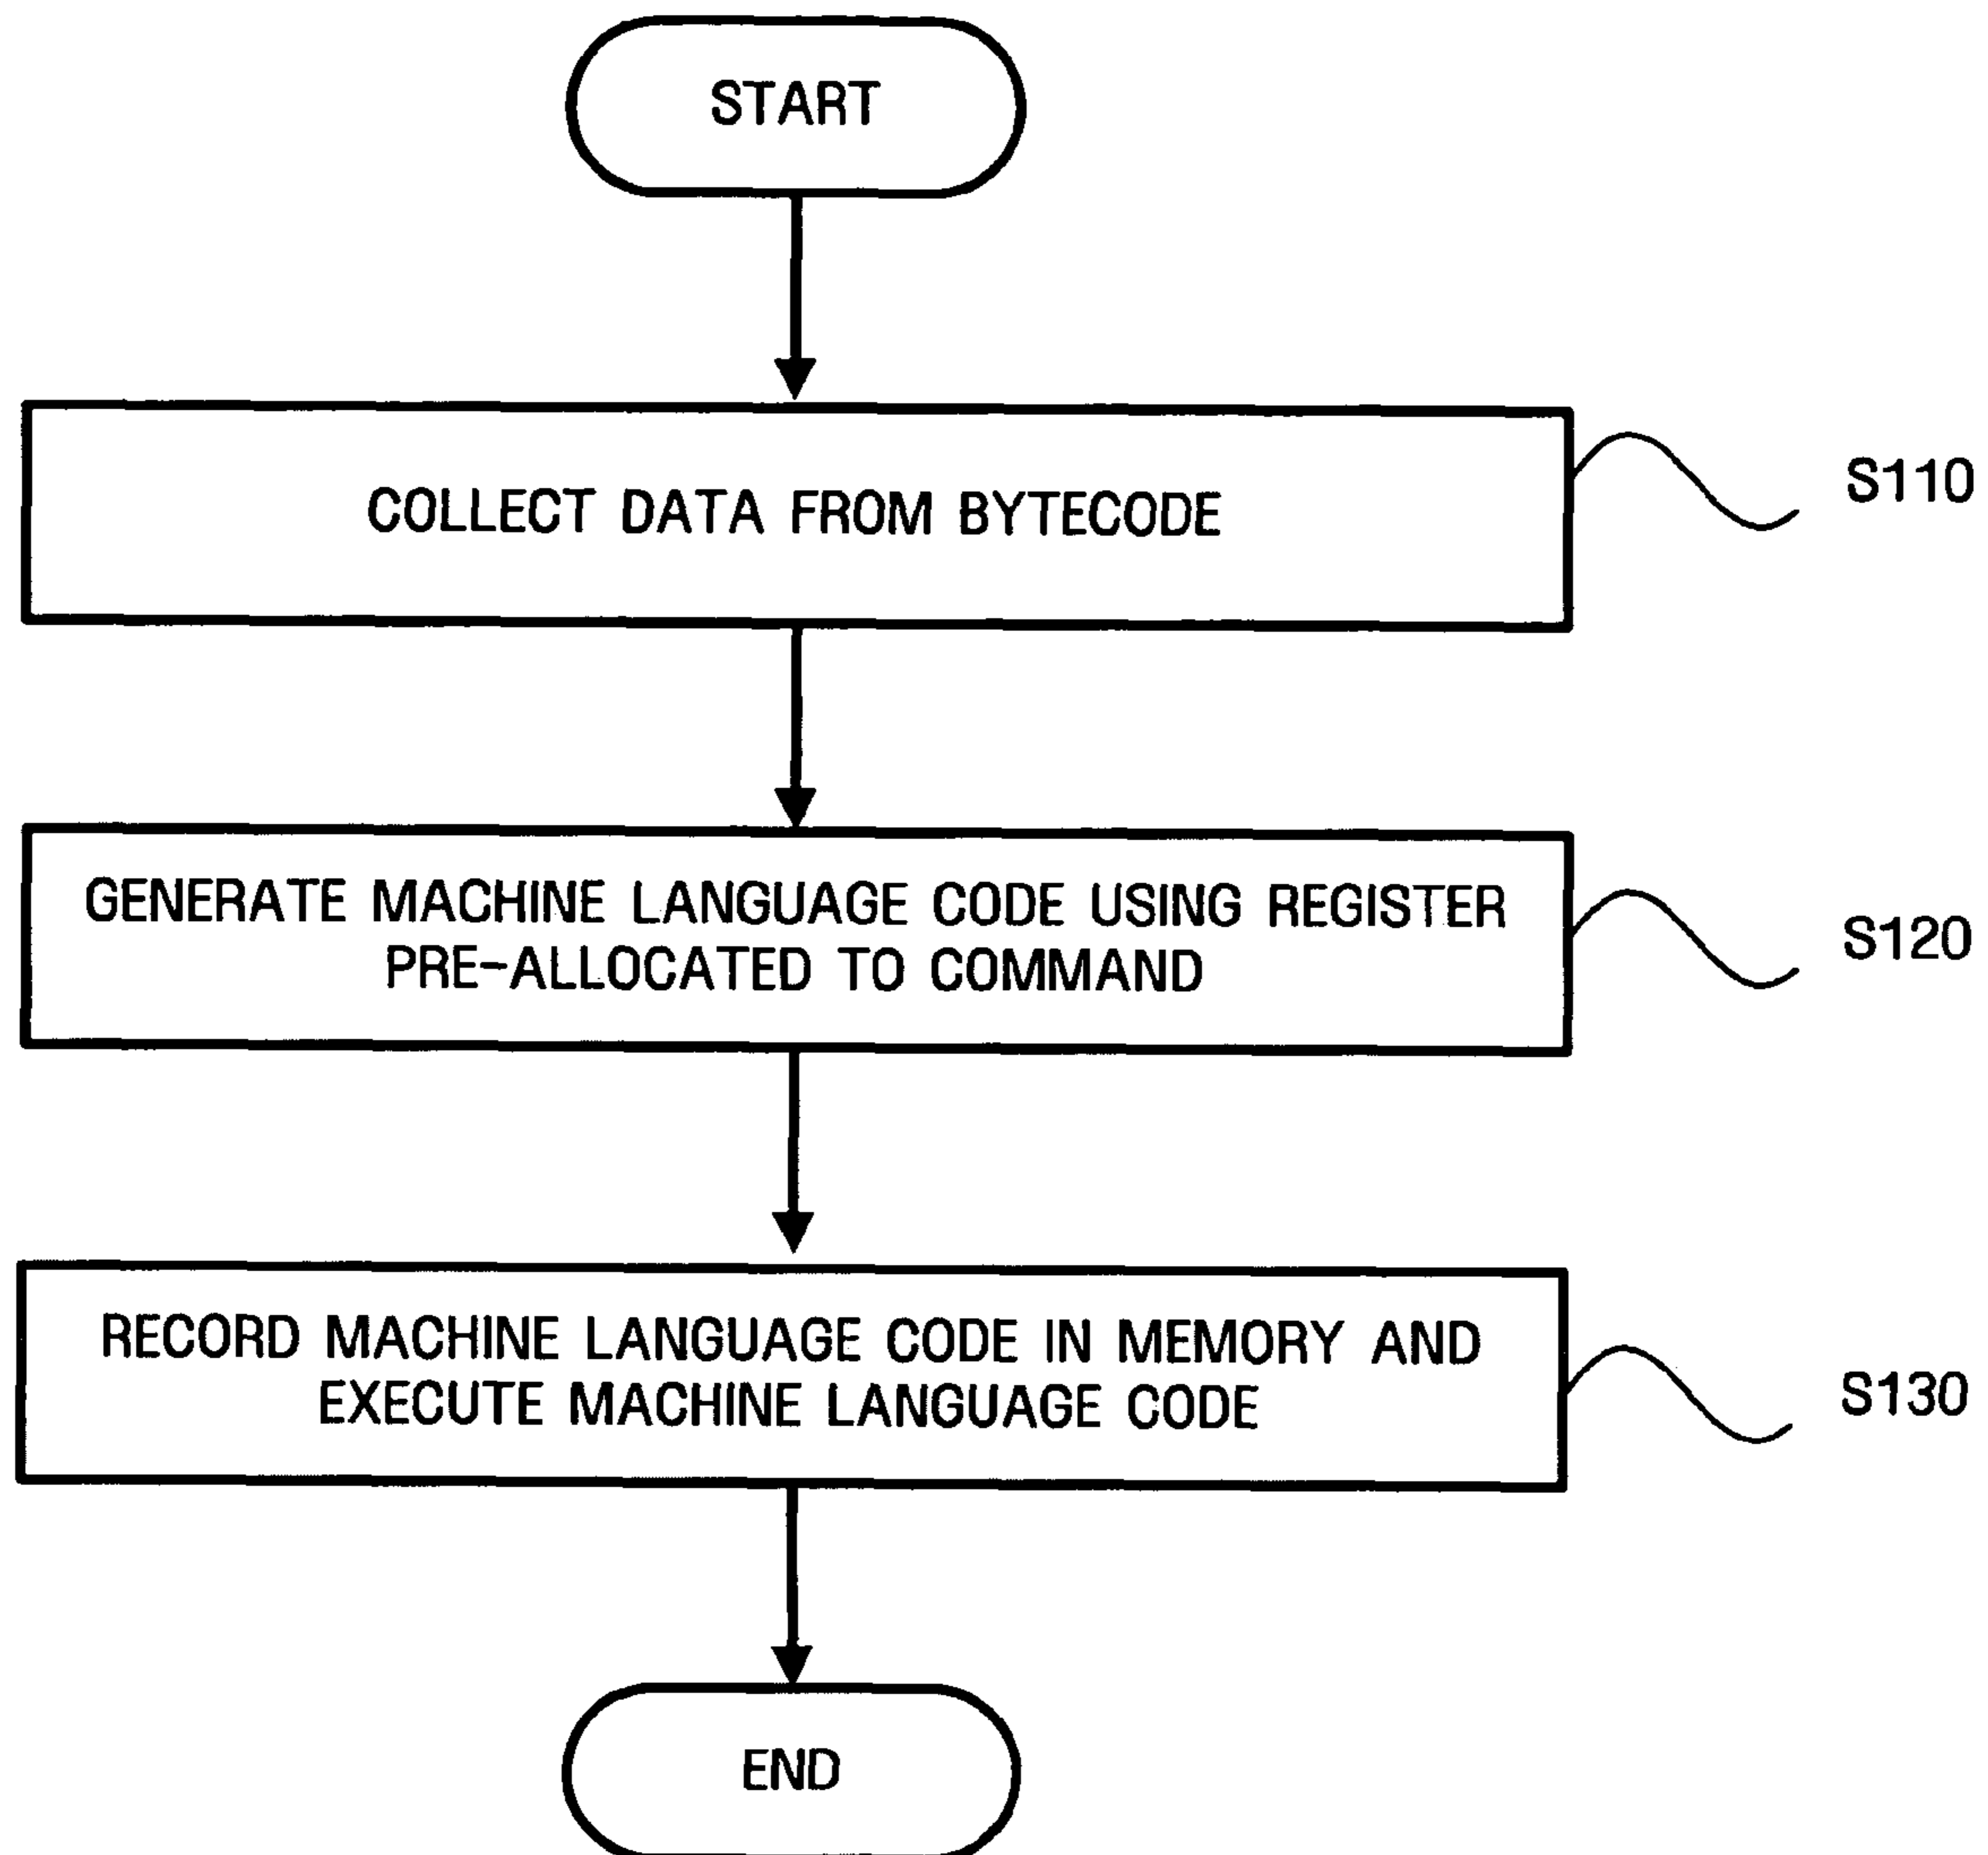 START
COLLECT DATA FROM BYTECODE
S110
GENERATE MACHINE LANGUAGE CODE USING REGISTER
PRE-ALLOCATED TO COMMAND
S120
RECORD MACHINE LANGUAGE CODE IN MEMORY AND
EXECUTE MACHINE LANGUAGE CODE
S130
END